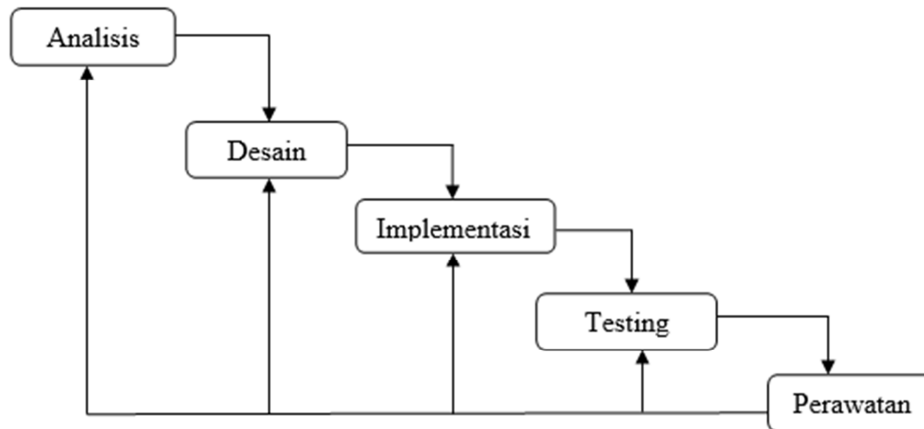 Analisis
Desain
Implementasi
Testing
Perawatan